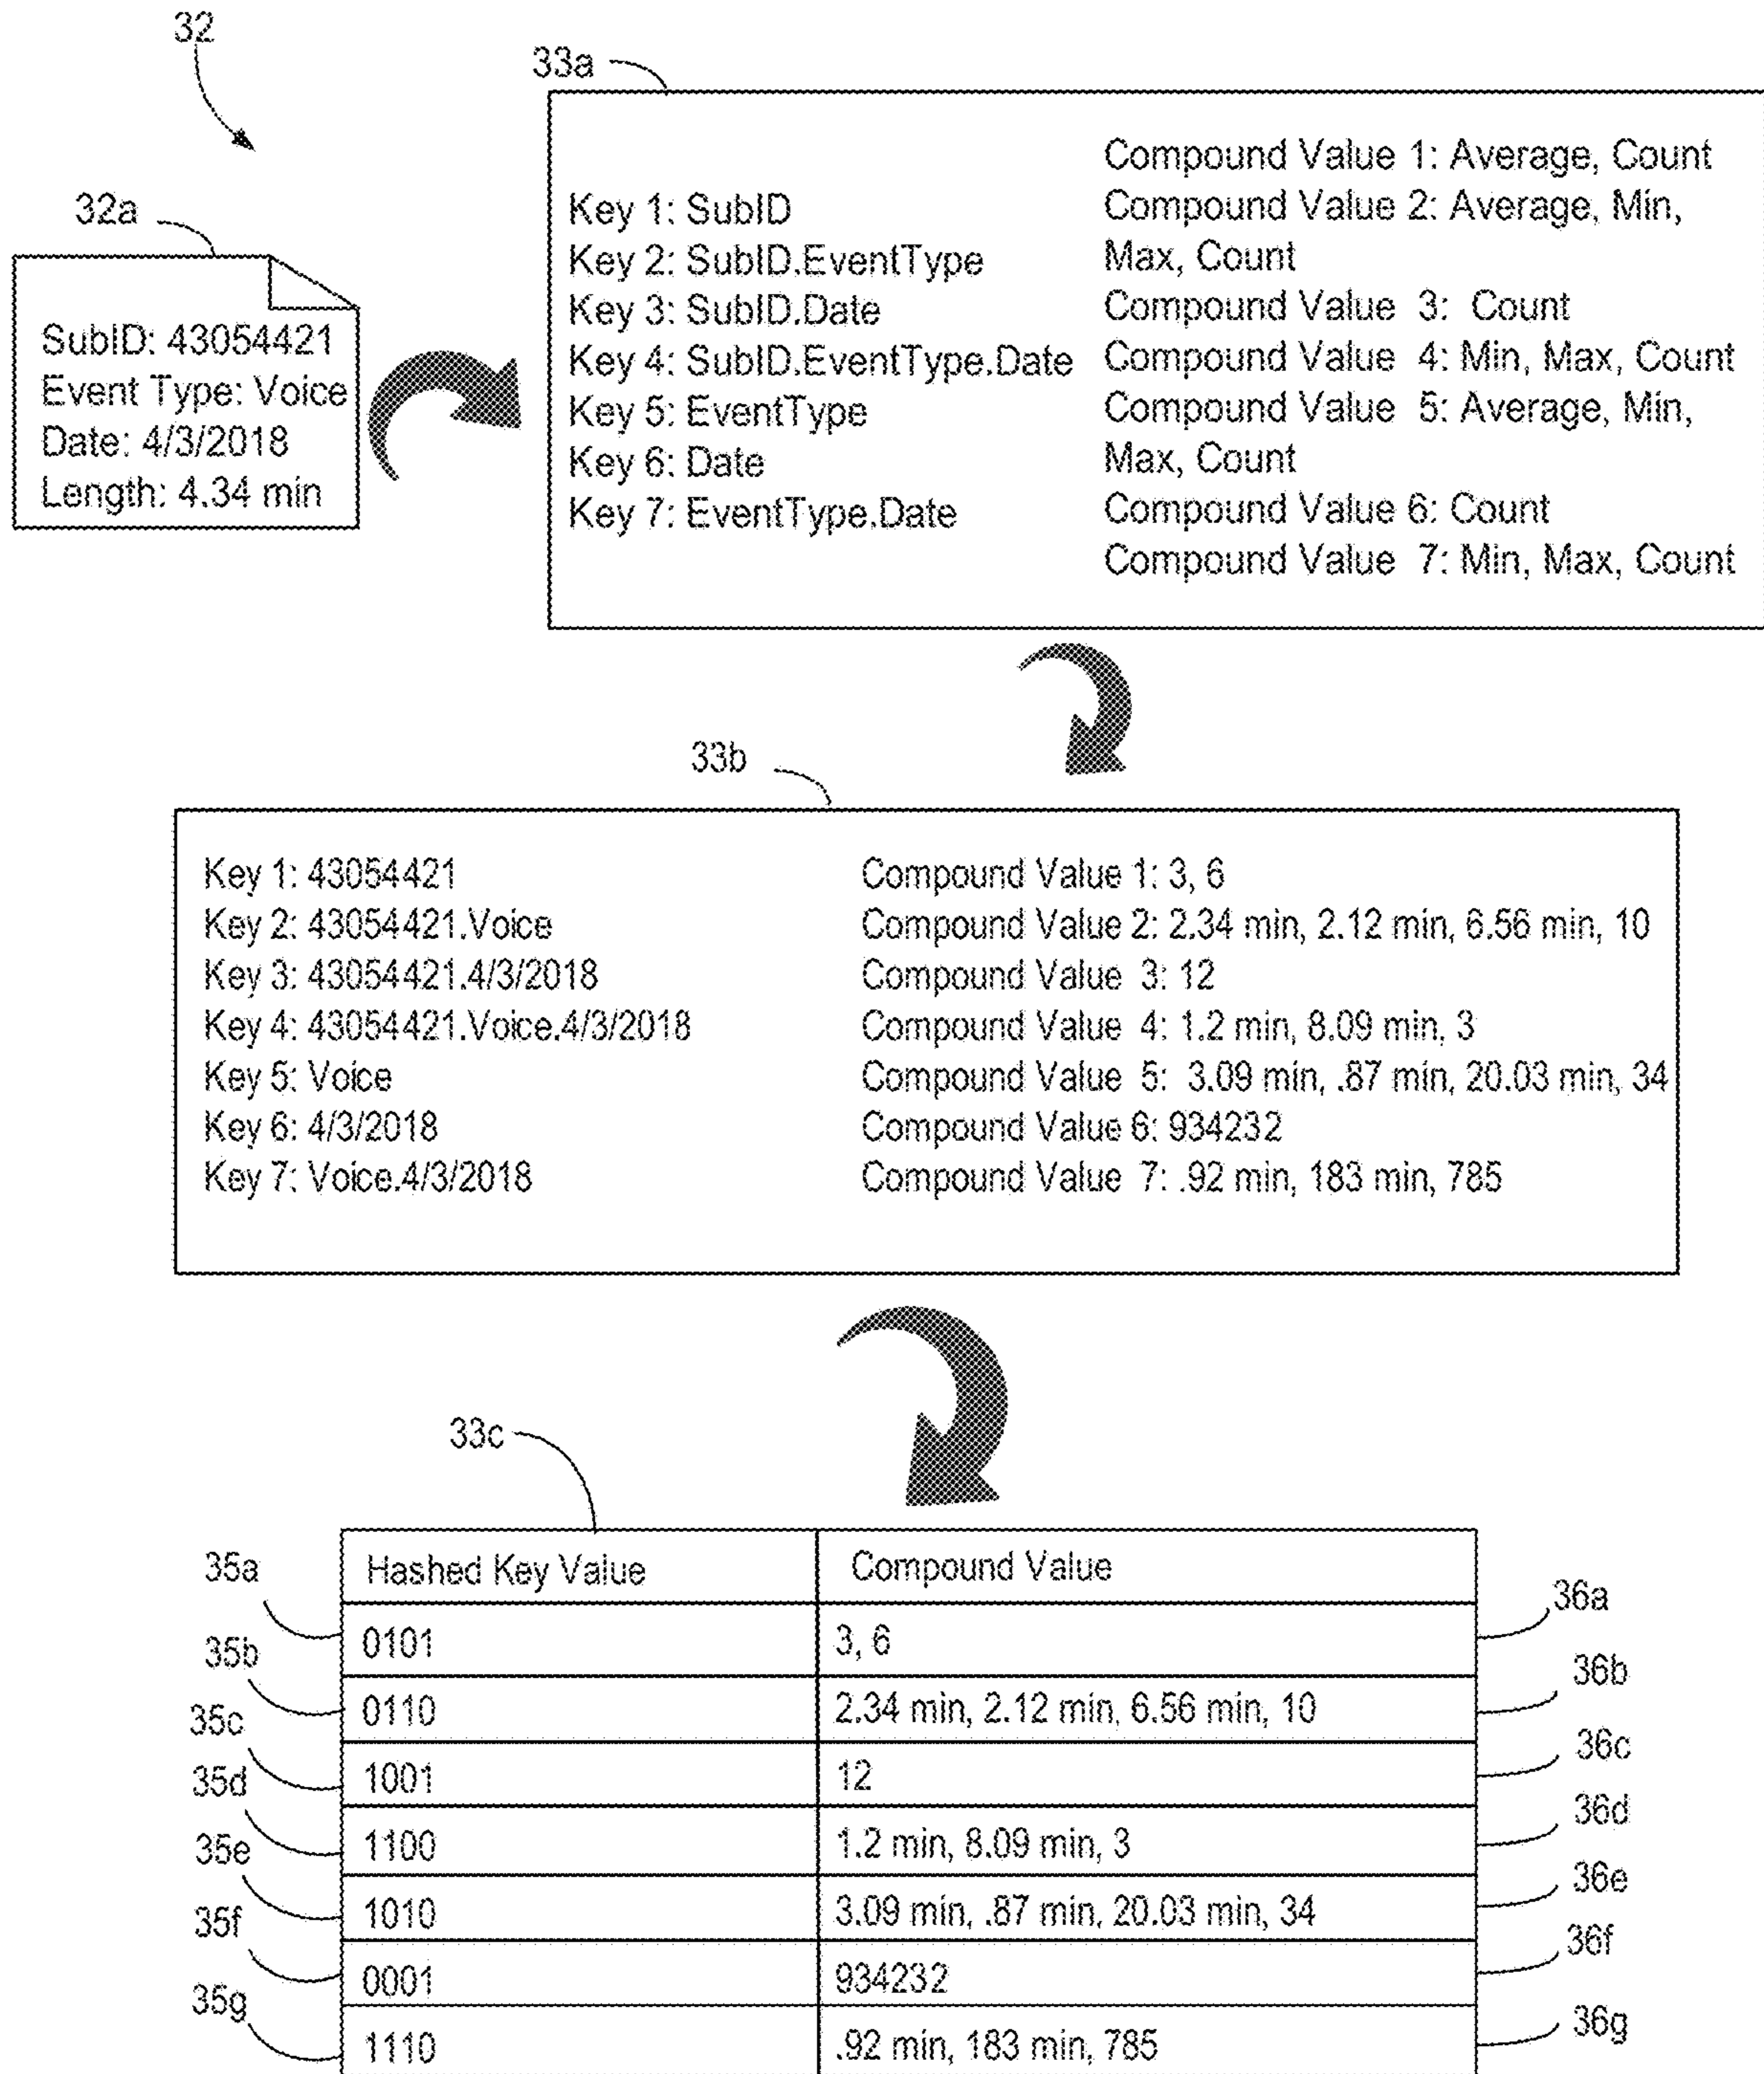 32
33a
32a
SubID: 43054421
Event Type: Voice
Date: 4/3/2018
Length: 4.34 min
Key 1: SubID
Key 2: SubID.EventType
Key 3: SubID.Date
Key 4: SubID.EventType.Date
Key 5: EventType
Key 6: Date
Key 7: EventType.Date
Compound Value 1: Average, Count
Compound Value 2: Average, Min,
Max, Count
Compound Value 3: Count
Compound Value 4: Min, Max, Count
Compound Value 5: Average, Min,
Max, Count
Compound Value 6: Count
Compound Value 7: Min, Max, Count
33b
Key 1: 43054421
Key 2: 43054421.Voice
Key 3: 43054421.4/3/2018
Key 4: 43054421.Voice.4/3/2018
Key 5: Voice
Key 6: 4/3/2018
Key 7: Voice.4/3/2018
Compound Value 1: 3, 6
Compound Value 2: 2.34 min, 2.12 min, 6.56 min, 10
Compound Value 3: 12
Compound Value 4: 1.2 min, 8.09 min, 3
Compound Value 5: 3.09 min, .87 min, 20.03 min, 34
Compound Value 6: 934232
Compound Value 7: .92 min, 183 min, 785
33c
Hashed Key Value Compound Value
35a 0101 3, 6 36a
35b 0110 2.34 min, 2.12 min, 6.56 min, 10 36b
35c 1001 12 36c
35d 1100 1.2 min, 8.09 min, 3 36d
35e 1010 3.09 min, .87 min, 20.03 min, 34 36e
35f 0001 934232 36f
35g 1110 .92 min, 183 min, 785 36g